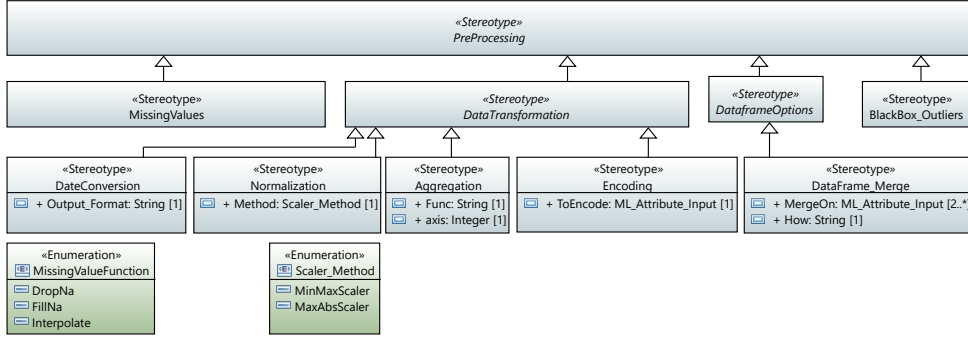 «Stereotype»
PreProcessing
«Stereotype»
MissingValues
«Stereotype»
DataTransformation
«Stereotype»
DataframeOptions
«Stereotype»
BlackBox_Outliers
«Stereotype»
DateConversion
+ Output_Format: String [1]
«Stereotype»
Normalization
+ Method: Scaler_Method [1]
«Stereotype»
Aggregation
+ Func: String [1]
+ axis: Integer [1]
«Stereotype»
Encoding
+ ToEncode: ML_Attribute_Input [1]
«Stereotype»
DataFrame_Merge
+ MergeOn: ML_Attribute_Input [2..*]
+ How: String [1]
«Enumeration»
MissingValueFunction
DropNa
FillNa
Interpolate
«Enumeration»
Scaler_Method
MinMaxScaler
MaxAbsScaler